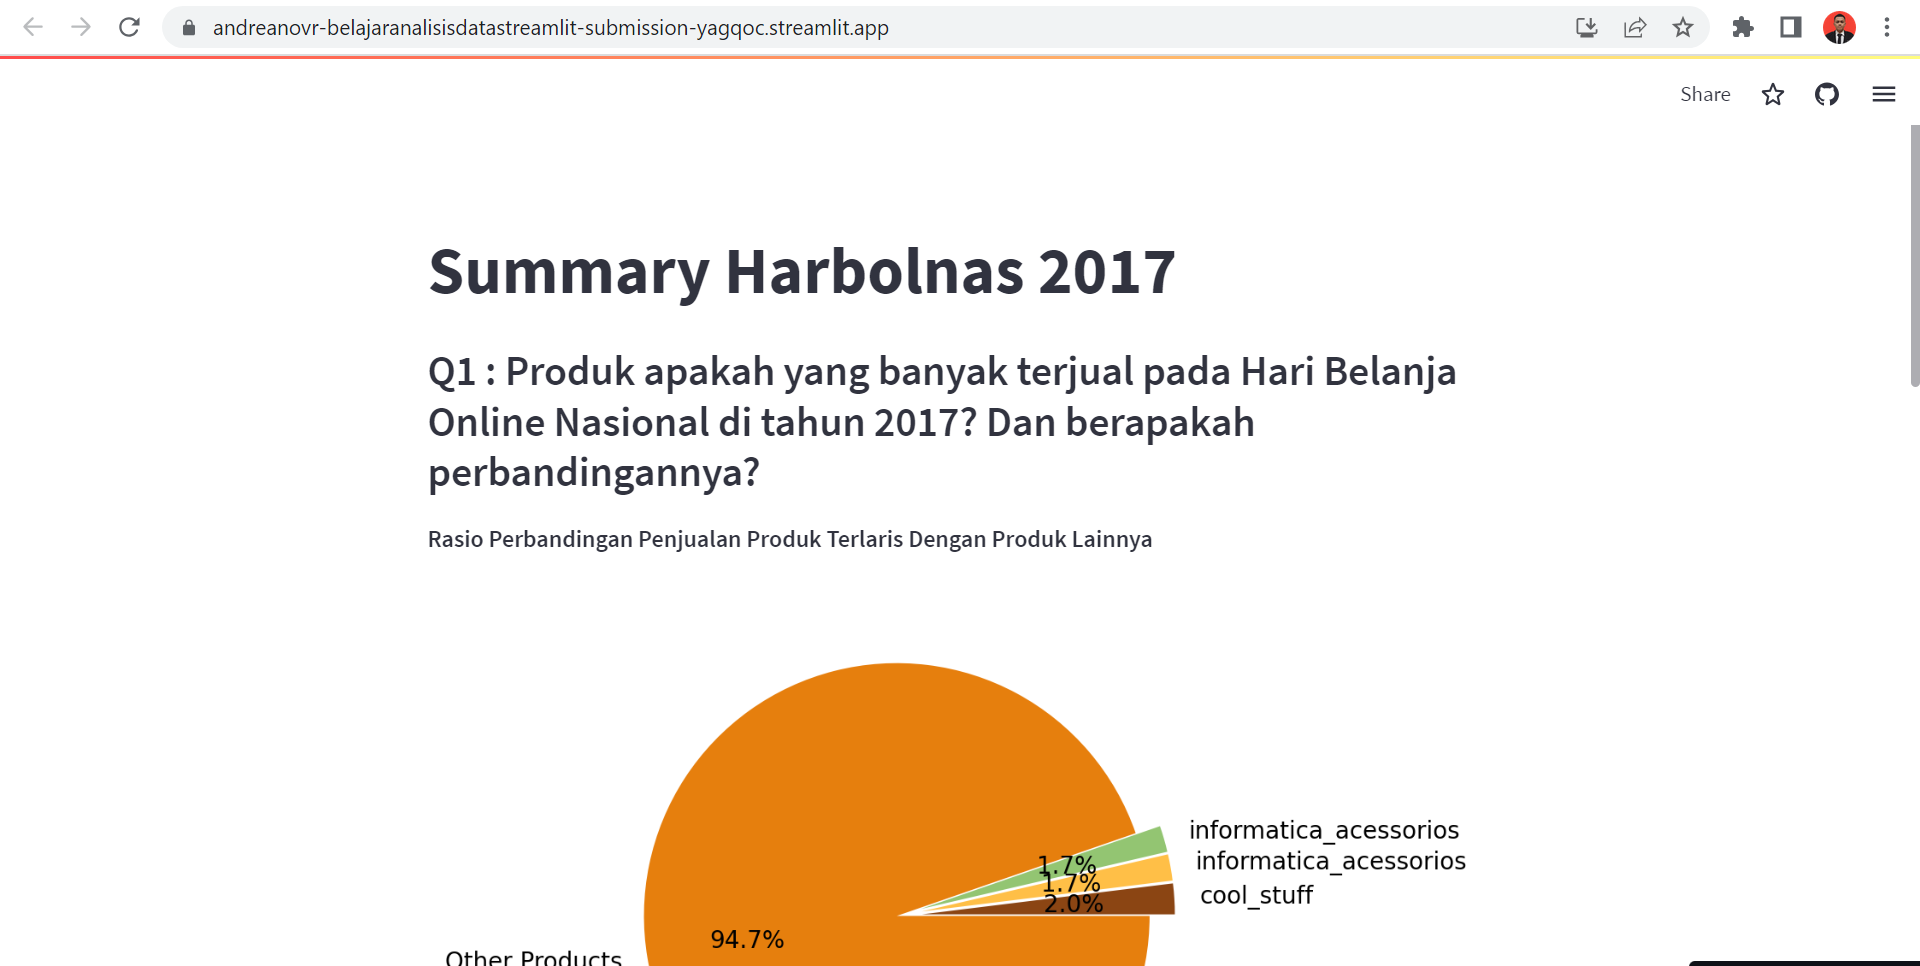 andreanovr-belajaranalisisdatastreamlit-submission-yagqoc.streamlit.app
Share
Summary Harbolnas 2017
Q1 : Produk apakah yang banyak terjual pada Hari Belanja
Online Nasional di tahun 2017? Dan berapakah
perbandingannya?
Rasio Perbandingan Penjualan Produk Terlaris Dengan Produk Lainnya
informatica_acessorios
1.7%
informatica_acessorios
1.7%
cool_stuff
2.0%
94.7%
Other Products